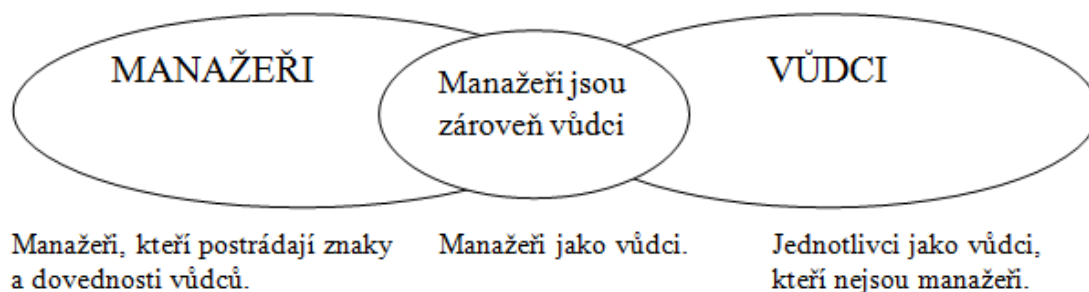 MANAŽEŘI
Manažeři jsou
zároveň vůdci
VŮDCI
Manažeři, kteří postrádají znaky
a dovednosti vůdců.
Manažeři jako vůdci.
Jednotlivci jako vůdci,
kteří nejsou manažeři.